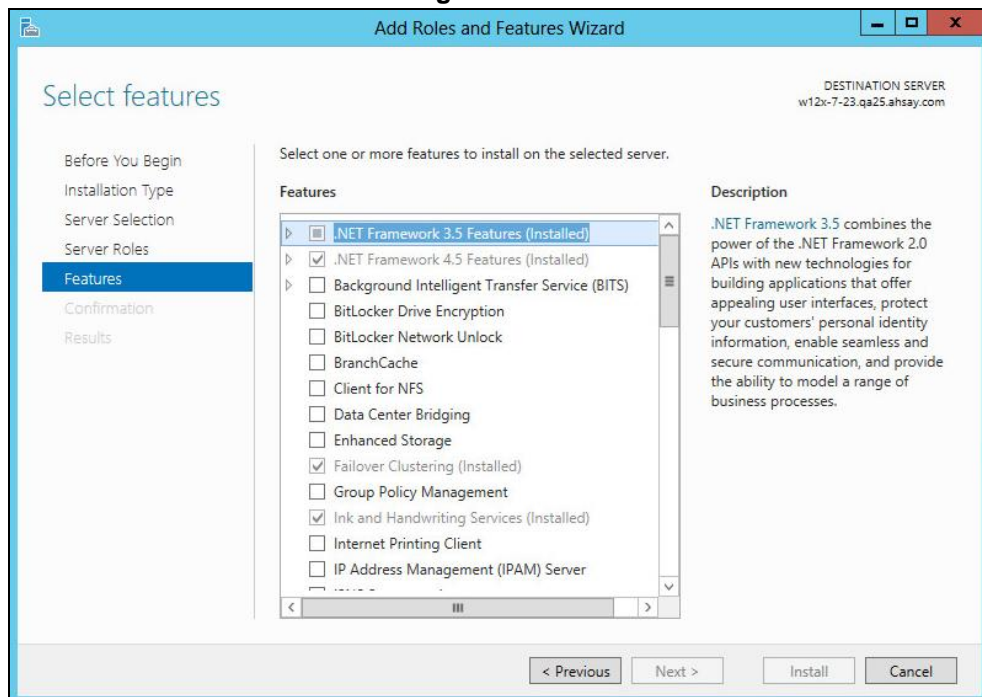 Add Roles and Features Wizard
Select features
DESTINATION SERVER
w12x-7-23.qa25.ahsay.com
Before You Begin
Installation Type
Server Selection
Server Roles
Features
Confirmation
Results
Select one or more features to install on the selected server.
Features
.NET Framework 3.5 Features (Installed)
.NET Framework 4.5 Features (Installed)
Background Intelligent Transfer Service (BITS)
BitLocker Drive Encryption
BitLocker Network Unlock
BranchCache
Client for NFS
Data Center Bridging
Enhanced Storage
Failover Clustering (Installed)
Group Policy Management
Ink and Handwriting Services (Installed)
Internet Printing Client
IP Address Management (IPAM) Server
Description
.NET Framework 3.5 combines the
power of the .NET Framework 2.0
APIs with new technologies for
building applications that offer
appealing user interfaces, protect
your customers' personal identity
information, enable seamless and
secure communication, and provide
the ability to model a range of
business processes.
< Previous
Next >
Install
Cancel